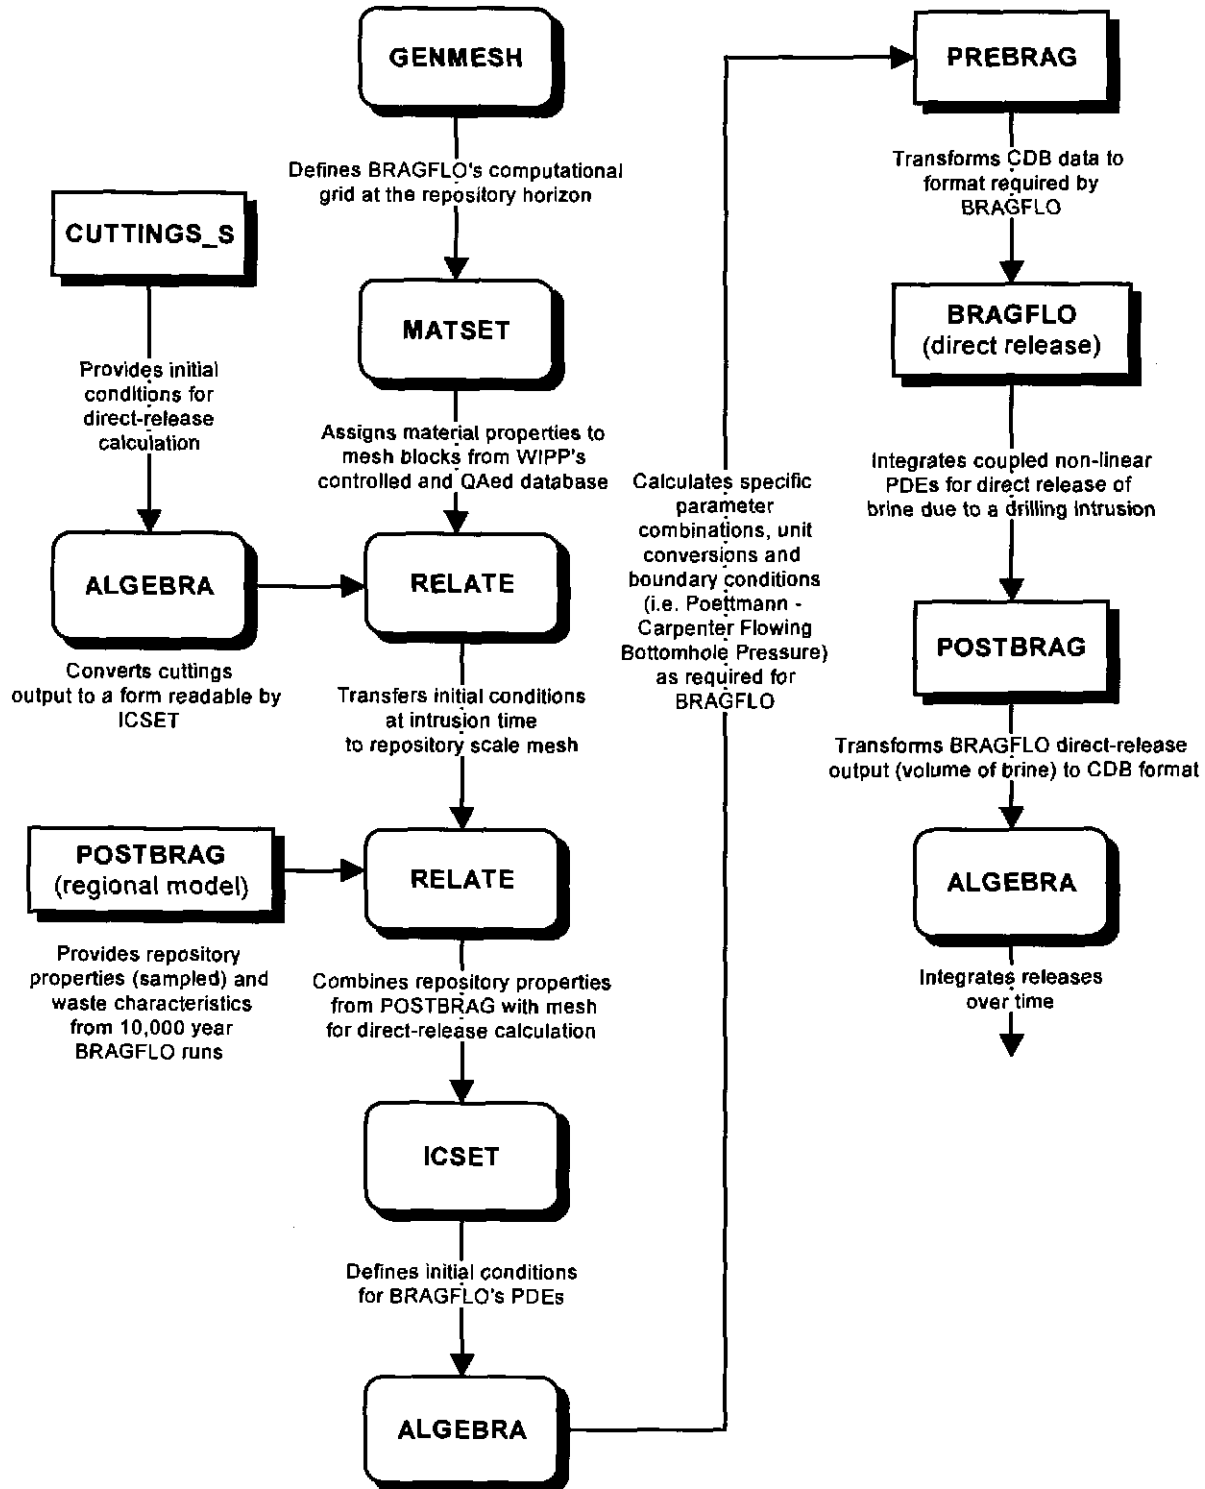 GENMESH
Defines BRAGFLO's computational
grid at the repository horizon
CUTTINGS_S
Provides initial
conditions for
direct-release
calculation
MATSET
Assigns material properties to
mesh blocks from WIPP's
controlled and QAed database
ALGEBRA
Converts cuttings
output to a form readable by
ICSET
RELATE
Transfers initial conditions
at intrusion time
to repository scale mesh
POSTBRAG
(regional model)
Provides repository
properties (sampled) and
waste characteristics
from 10,000 year
BRAGFLO runs
RELATE
Combines repository properties
from POSTBRAG with mesh
for direct-release calculation
ICSET
Defines initial conditions
for BRAGFLO's PDEs
ALGEBRA
Calculates specific
parameter
combinations, unit
conversions and
boundary conditions
(i.e. Poettmann -
Carpenter Flowing
Bottomhole Pressure)
as required for
BRAGFLO
PREBRAG
Transforms CDB data to
format required by
BRAGFLO
BRAGFLO
(direct release)
Integrates coupled non-linear
PDEs for direct release of
brine due to a drilling intrusion
POSTBRAG
Transforms BRAGFLO direct-release
output (volume of brine) to CDB format
ALGEBRA
Integrates releases
over time